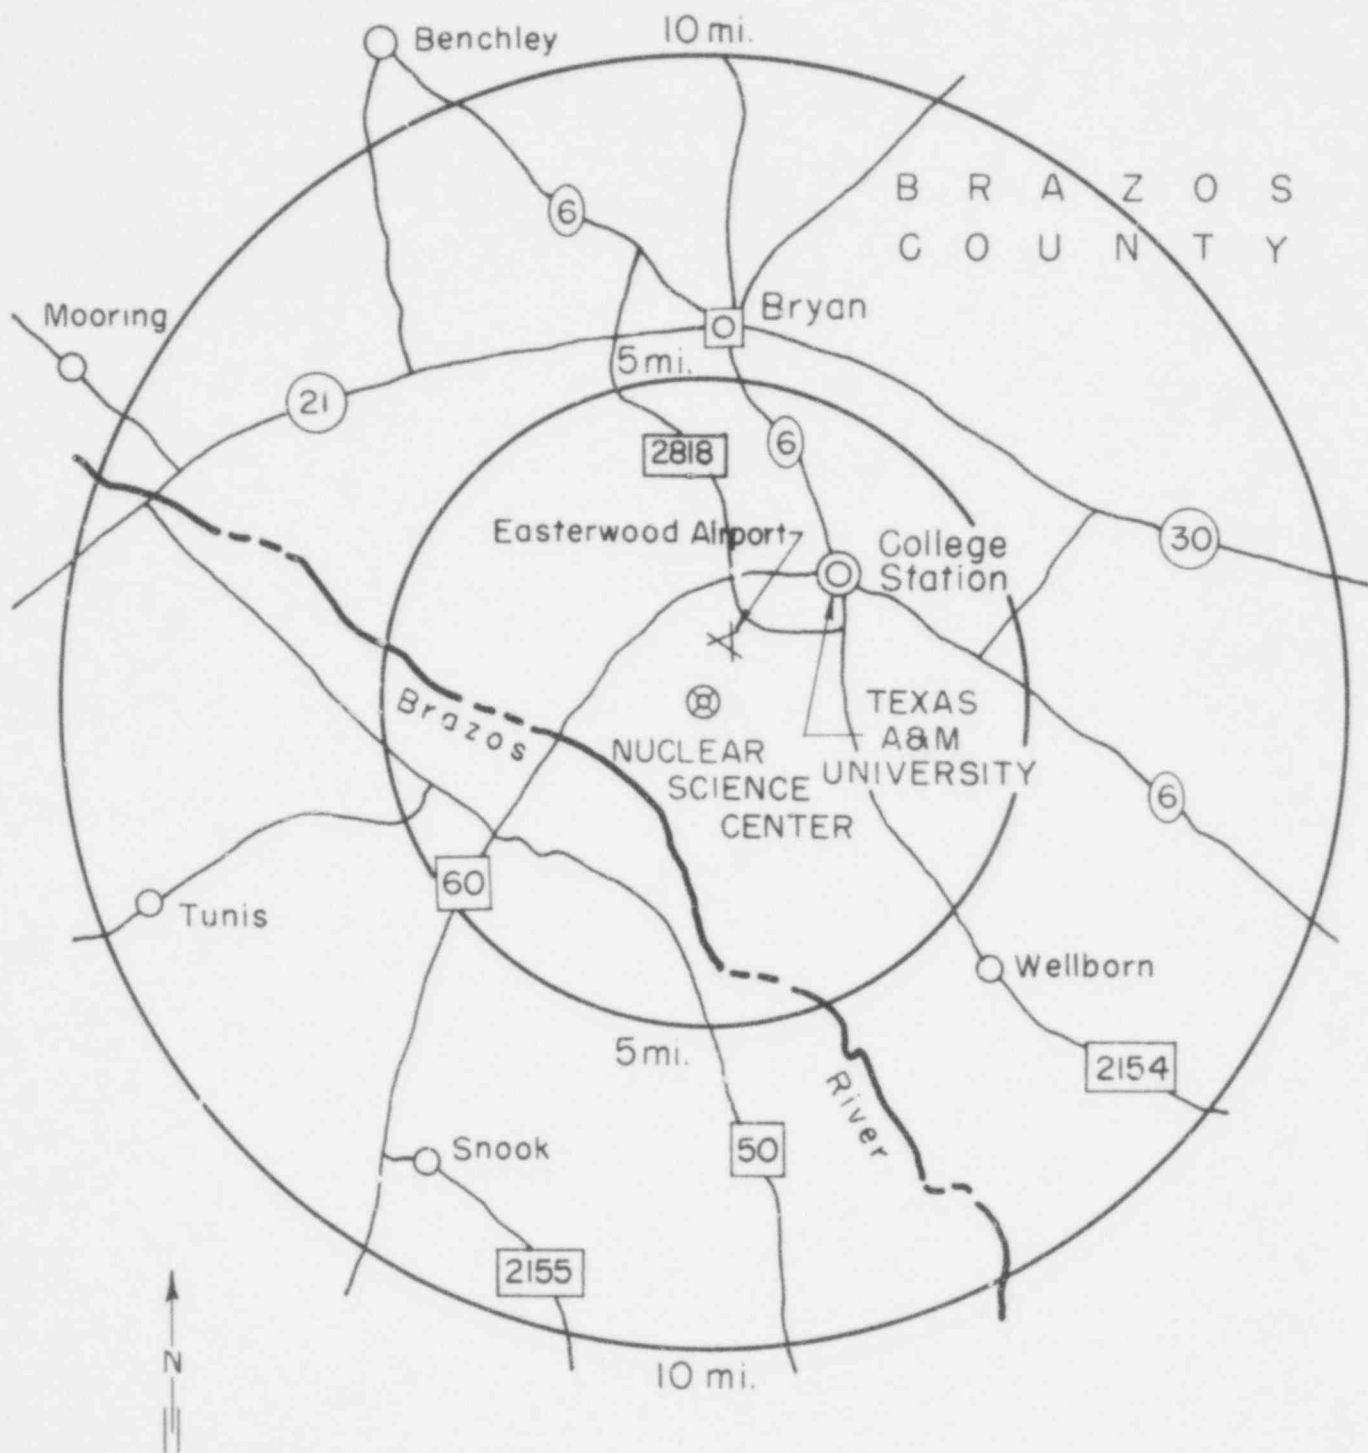 10 mi.
Benchley
B R A Z O S
C O U N T Y
6
Mooring
Bryan
5 mi.
21
6
2818
Easterwood Airport
College
Station
30
Brazos
TEXAS
A&M
UNIVERSITY
NUCLEAR
SCIENCE
CENTER
6
60
Tunis
Wellborn
5 mi.
2154
River
Snook
50
2155
N
10 mi.